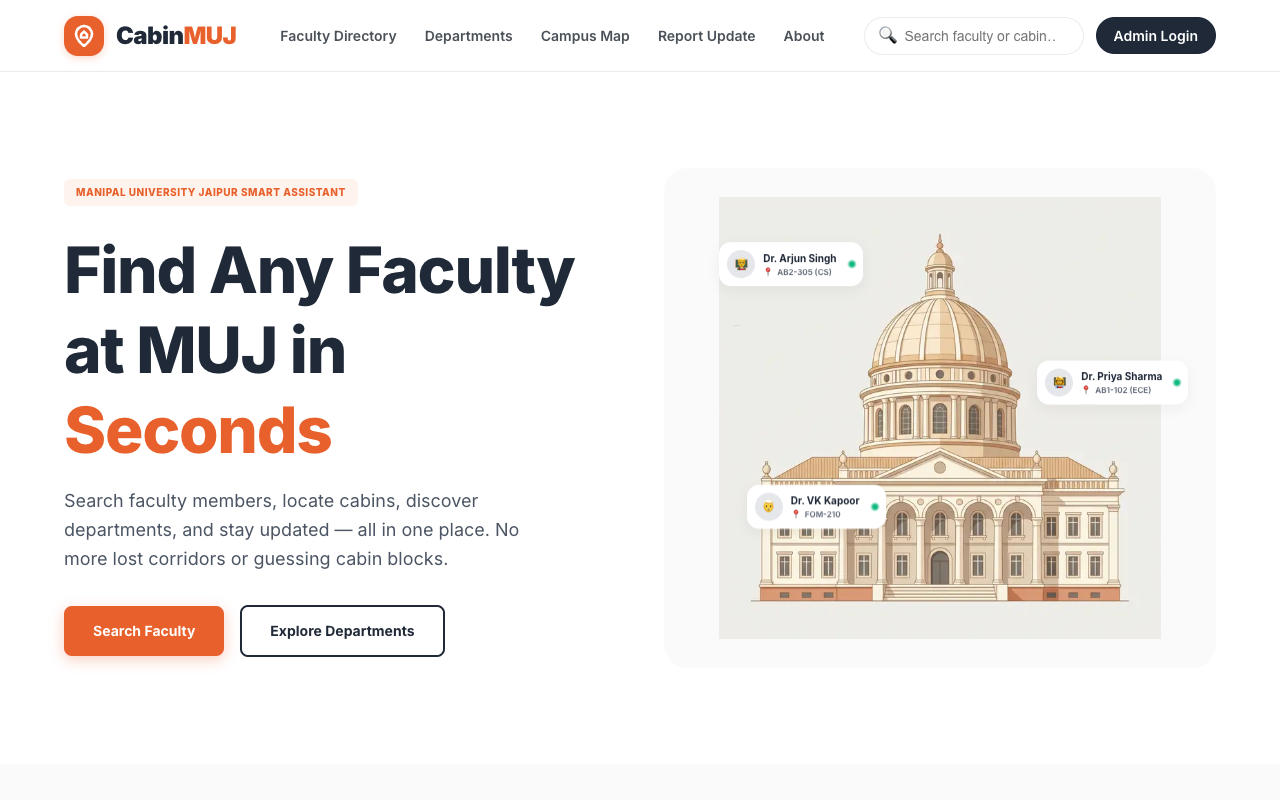 CabinMUJ
Faculty Directory
Departments
Campus Map
Report Update
About
Search faculty or cabin..
Admin Login
MANIPAL UNIVERSITY JAIPUR SMART ASSISTANT
Find Any Faculty
at MUJ in
Seconds
Search faculty members, locate cabins, discover
departments, and stay updated — all in one place. No
more lost corridors or guessing cabin blocks.
Search Faculty
Explore Departments
Dr. Arjun Singh
AB2-305 (CS)
Dr. Priya Sharma
AB1-102 (ECE)
Dr. VK Kapoor
FOM-210